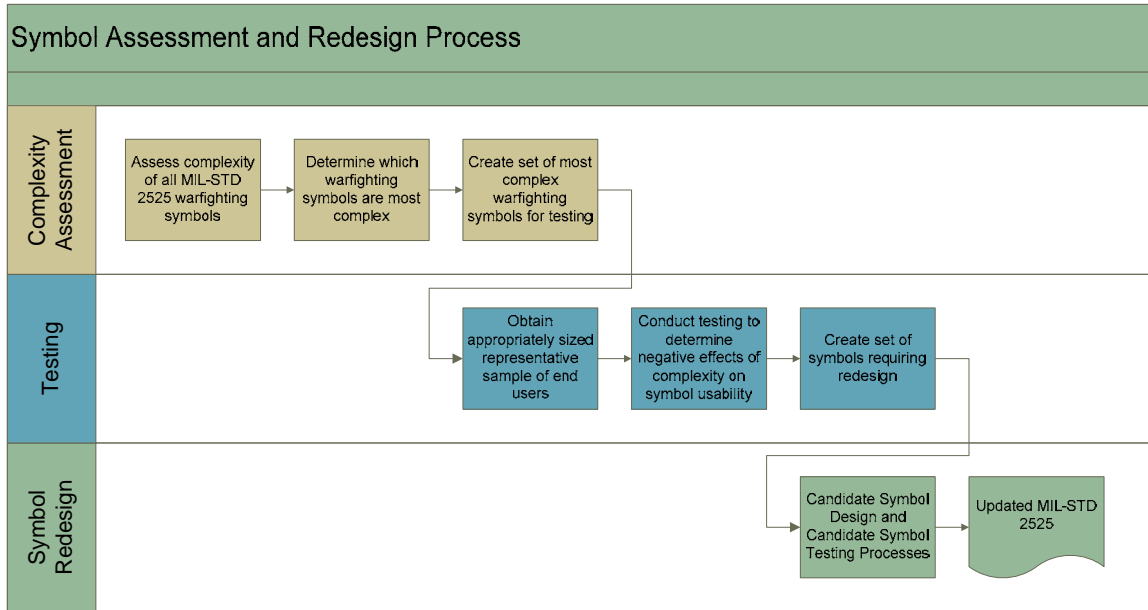 Symbol Assessment and Redesign Process
Complexity
Assessment
Assess complexity
of all MIL-STD
2525 warfighting
symbols
Determine which
warfighting
symbols are most
complex
Create set of most
complex
warfighting
symbols for testing
Testing
Obtain
appropriately sized
representative
sample of end
users
Conduct testing to
determine
negative effects of
complexity on
symbol usability
Create set of
symbols requiring
redesign
Symbol
Redesign
Candidate Symbol
Design and
Candidate Symbol
Testing Processes
Updated MIL-STD
2525